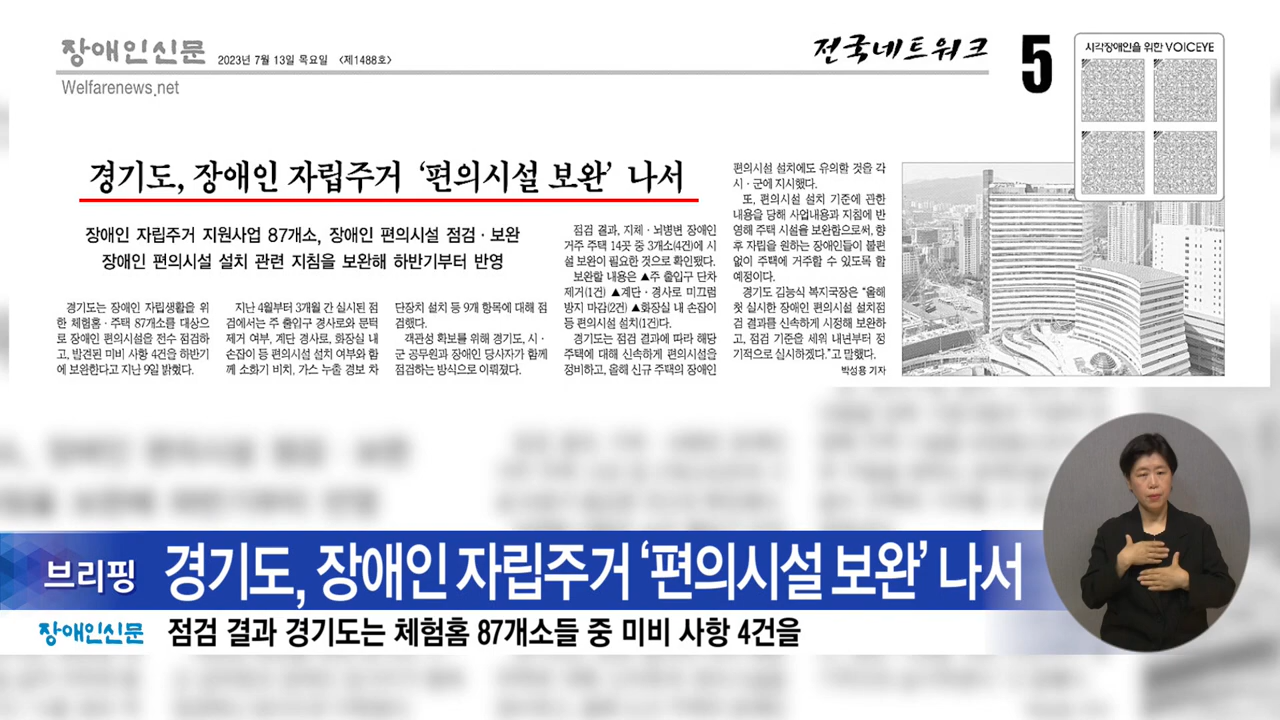 장애인신문 2023년 7월 13일 목요일 <제1488호>
Welfarenews.net
전국네트워크 5
시각장애인을 위한 VOICEYE
경기도, 장애인 자립주거 ‘편의시설 보완’ 나서
장애인 자립주거 지원사업 87개소, 장애인 편의시설 점검·보완
장애인 편의시설 설치 관련 지침을 보완해 하반기부터 반영
경기도는 장애인 자립생활을 위
한 체험홈·주택 87개소를 대상으
로 장애인 편의시설을 전수 점검하
고, 발견된 미비 사항 4건을 하반기
에 보완한다고 지난 9일 밝혔다.
지난 4월부터 3개월 간 실시된 점
검에서는 주 출입구 경사로와 문턱
제거 여부, 계단 경사로, 화장실 내
손잡이 등 편의시설 설치 여부와 함
께 소화기 비치, 가스 누출 경보 차
단장치 설치 등 9개 항목에 대해 점
검했다.
객관성 확보를 위해 경기도, 시·
군 공무원과 장애인 당사자가 함께
점검하는 방식으로 이뤄졌다.
점검 결과, 지체·뇌병변 장애인
거주 주택 14곳 중 3개소(4건)에 시
설 보완이 필요한 것으로 확인됐다.
보완할 내용은 ▲주 출입구 단차
제거(1건) ▲계단·경사로 미끄럼
방지 마감(2건) ▲화장실 내 손잡이
등 편의시설 설치(1건)다.
경기도는 점검 결과에 따라 해당
주택에 대해 신속하게 편의시설을
정비하고, 올해 신규 주택의 장애인
편의시설 설치에도 유의할 것을 각
시·군에 지시했다.
또, 편의시설 설치 기준에 관한
내용을 당해 사업내용과 지침에 반
영해 주택 시설을 보완함으로써, 향
후 자립을 원하는 장애인들이 불편
없이 주택에 거주할 수 있도록 할
예정이다.
경기도 김능식 복지국장은 “올해
첫 실시한 장애인 편의시설 설치점
검 결과를 신속하게 시정해 보완하
고, 점검 기준을 세워 내년부터 정
기적으로 실시하겠다.”고 말했다.
박성용 기자
브리핑 경기도, 장애인 자립주거 ‘편의시설 보완’ 나서
장애인신문 점검 결과 경기도는 체험홈 87개소들 중 미비 사항 4건을